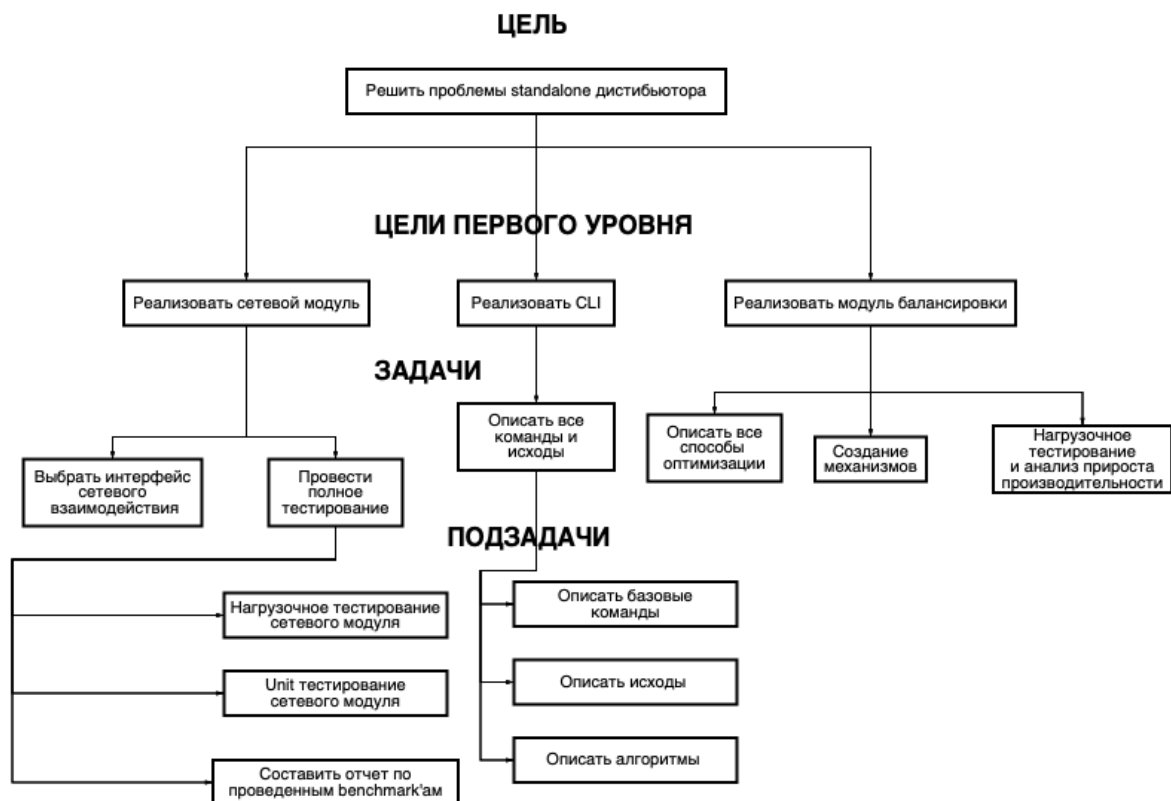 ЦЕЛЬ
Решить проблемы standalone дистибьютора
ЦЕЛИ ПЕРВОГО УРОВНЯ
Реализовать сетевой модуль
Реализовать CLI
Реализовать модуль балансировки
ЗАДАЧИ
Выбрать интерфейс
сетевого
взаимодействия
Провести
полное
тестирование
Описать все
команды и
исходы
Описать все
способы
оптимизации
Создание
механизмов
Нагрузочное
тестирование
и анализ прироста
производительности
ПОДЗАДАЧИ
Нагрузочное тестирование
сетевого модуля
Unit тестирование
сетевого модуля
Составить отчет по
проведенным benchmark'ам
Описать базовые
команды
Описать исходы
Описать алгоритмы